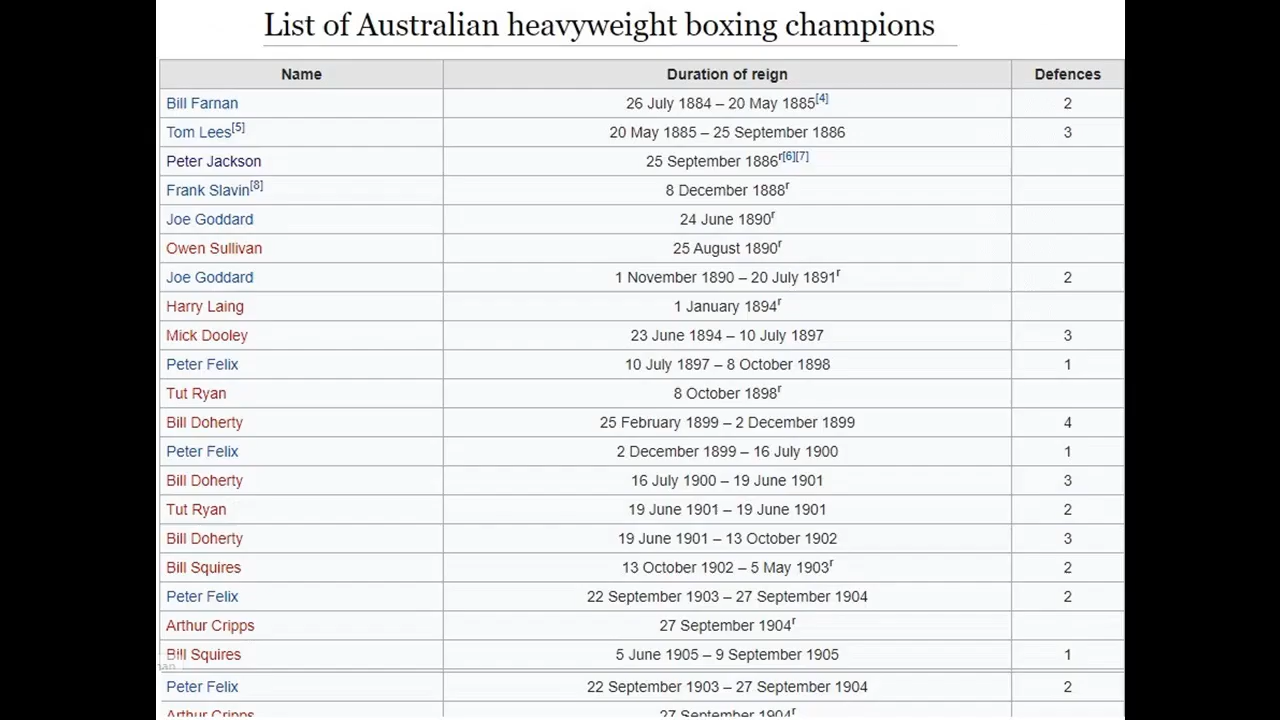 List of Australian heavyweight boxing champions
Name Duration of reign Defences
Bill Farnan 26 July 1884 – 20 May 1885[4] 2
Tom Lees[5] 20 May 1885 – 25 September 1886 3
Peter Jackson 25 September 1886r[6][7]
Frank Slavin[8] 8 December 1888r
Joe Goddard 24 June 1890r
Owen Sullivan 25 August 1890r
Joe Goddard 1 November 1890 – 20 July 1891r 2
Harry Laing 1 January 1894r
Mick Dooley 23 June 1894 – 10 July 1897 3
Peter Felix 10 July 1897 – 8 October 1898 1
Tut Ryan 8 October 1898r
Bill Doherty 25 February 1899 – 2 December 1899 4
Peter Felix 2 December 1899 – 16 July 1900 1
Bill Doherty 16 July 1900 – 19 June 1901 3
Tut Ryan 19 June 1901 – 19 June 1901 2
Bill Doherty 19 June 1901 – 13 October 1902 3
Bill Squires 13 October 1902 – 5 May 1903r 2
Peter Felix 22 September 1903 – 27 September 1904 2
Arthur Cripps 27 September 1904r
Bill Squires 5 June 1905 – 9 September 1905 1
Peter Felix 22 September 1903 – 27 September 1904 2
Arthur Cripps 27 September 1904r